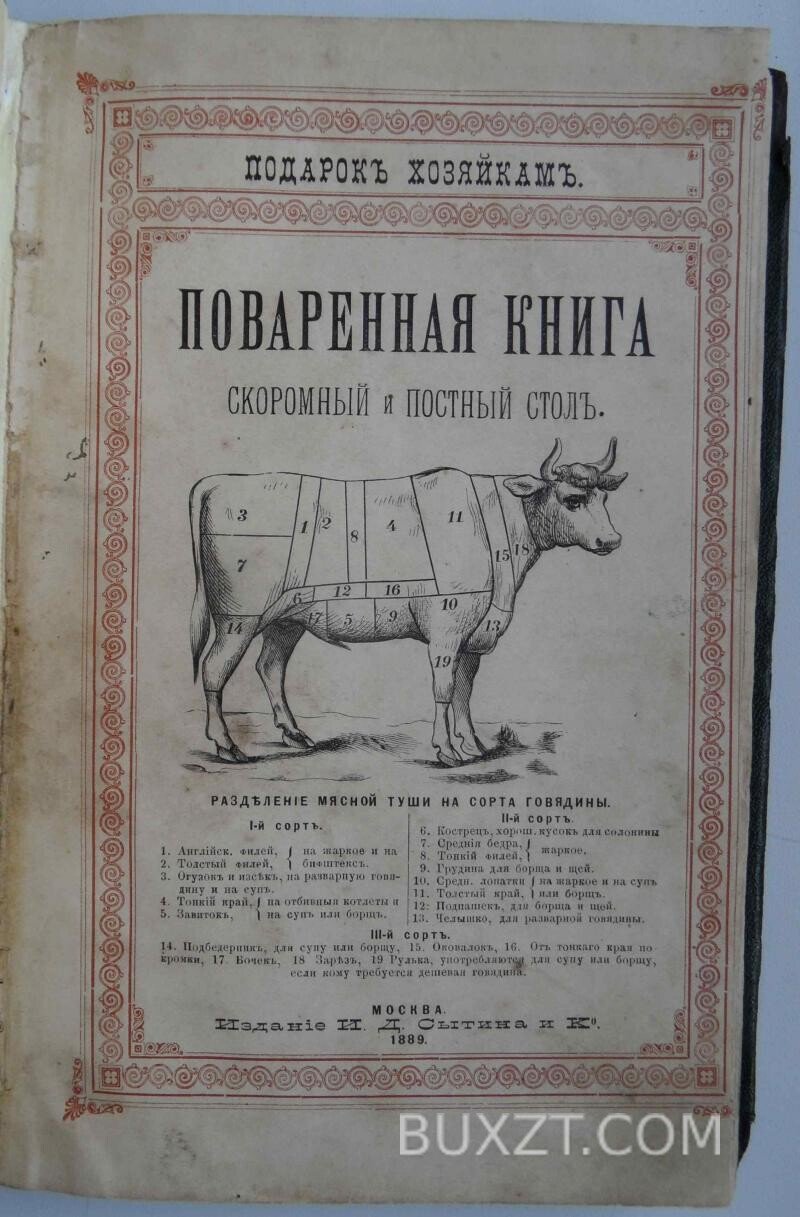 ПОДАРОКЪ ХОЗЯЙКАМЪ.
ПОВАРЕННАЯ КНИГА
СКОРОМНЫЙ и ПОСТНЫЙ СТОЛЪ.
3
1
2
8
4
11
15
18
7
6
12
16
14
17
5
9
10
13
19
РАЗДѢЛЕНІЕ МЯСНОЙ ТУШИ НА СОРТА ГОВЯДИНЫ.
I-й сортъ.
1. Англійск. филей, } на жаркое и на
2. Толстый филей, } бифштексъ.
3. Огузокъ и изсѣкъ, на разварную говя-
дину и на супъ.
4. Тонкій край, } на отбивныя котлеты и
5. Завитокъ, } на супъ или борщъ.
II-й сортъ.
6. Кострецъ, хорош. кусокъ для солонины
7. Средняя бедра, }
8. Тонкій филей, } жаркое.
9. Грудина для борща и щей.
10. Средн. лопатки } на жаркое и на супъ
11. Толстый край, } или борщъ.
12: Подпашекъ, для борща и щей.
13. Челышко, для разварной говядины.
III-й сортъ.
14. Подбедерникъ, для супу или борщу, 15. Оковалокъ, 16. Отъ тонкаго края по-
кромки, 17. Бочекъ, 18 Зарѣзъ, 19 Рулька, употребляются для супу или борщу,
если кому требуется дешевая говядина.
МОСКВА.
Изданіе И. Д. Сытина и Кº.
1889.
BUXZT.COM